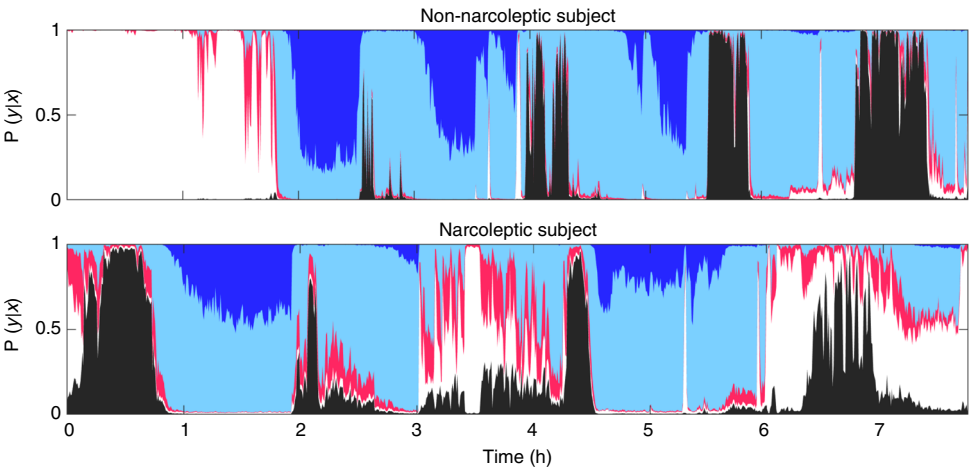 Non-narcoleptic subject
1
0.5
0
P (y|x)
Narcoleptic subject
1
0.5
0
P (y|x)
0 1 2 3 4 5 6 7
Time (h)